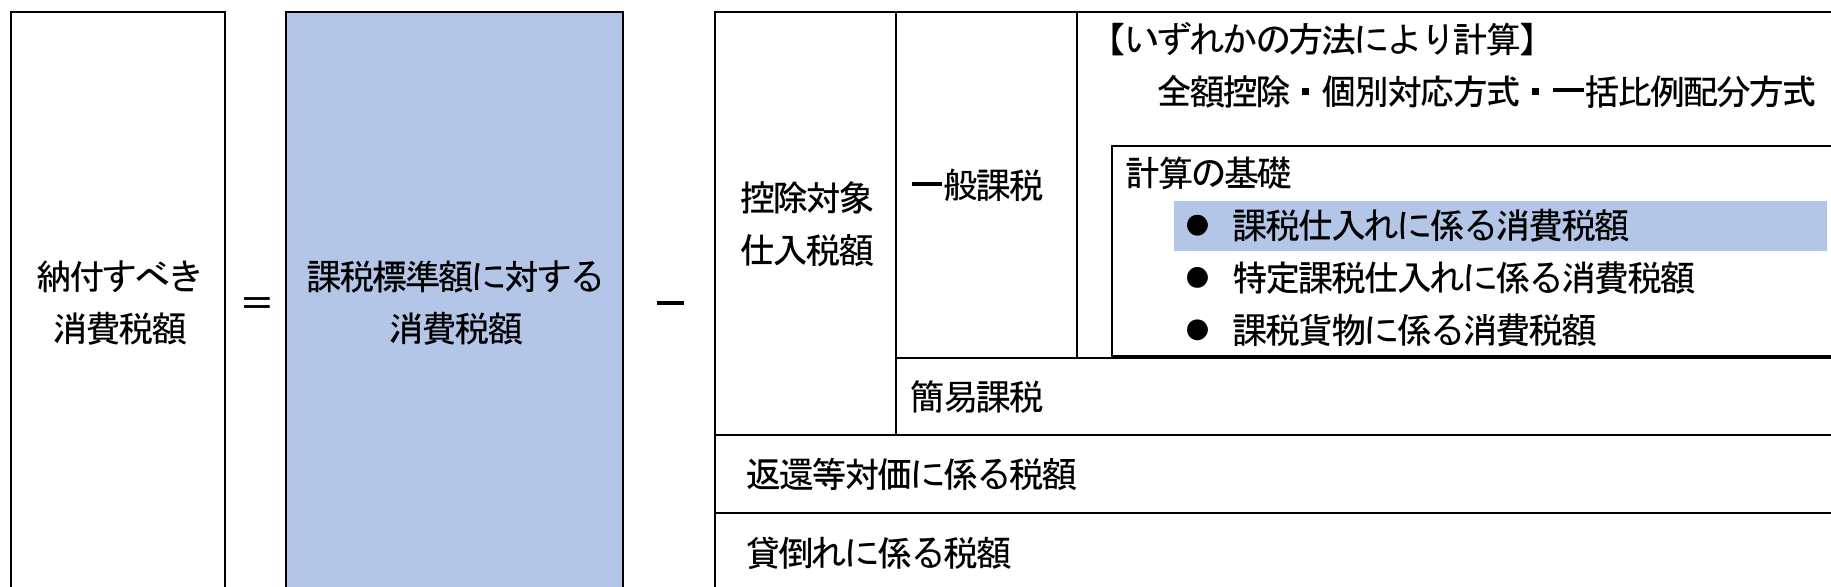 納付すべき
消費税額
＝
課税標準額に対する
消費税額
－
控除対象
仕入税額
一般課税
【いずれかの方法により計算】
全額控除・個別対応方式・一括比例配分方式
計算の基礎
● 課税仕入れに係る消費税額
● 特定課税仕入れに係る消費税額
● 課税貨物に係る消費税額
簡易課税
返還等対価に係る税額
貸倒れに係る税額